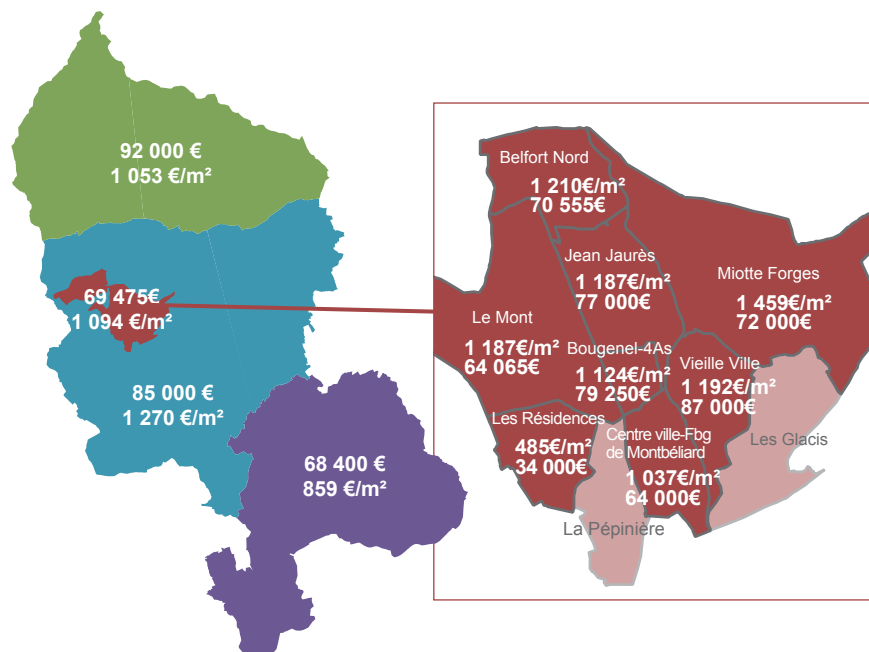 92 000 €
1 053 €/m²
69 475€
1 094 €/m²
85 000 €
1 270 €/m²
68 400 €
859 €/m²
Belfort Nord
1 210€/m²
70 555€
Jean Jaurès
1 187€/m²
77 000€
Miotte Forges
1 459€/m²
72 000€
Le Mont
1 187€/m²
64 065€
Bougenel-4As
1 124€/m²
79 250€
Vieille Ville
1 192€/m²
87 000€
Les Résidences
485€/m²
34 000€
Centre ville-Fbg
de Montbéliard
1 037€/m²
64 000€
Les Glacis
La Pépinière